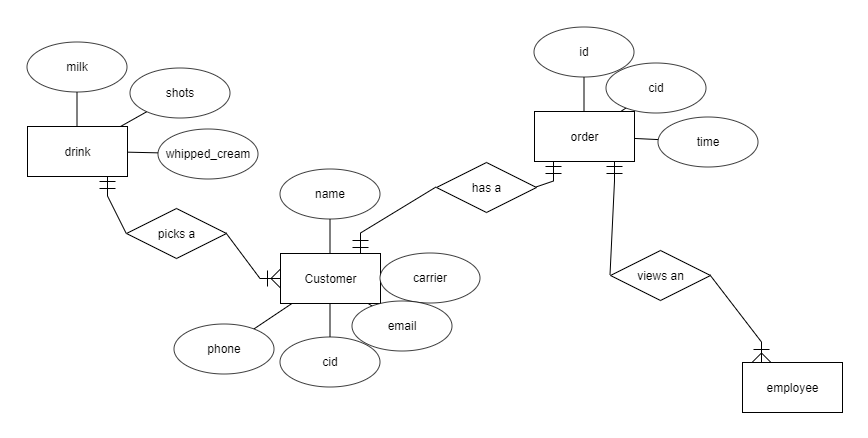 id
milk
cid
shots
order
time
drink
whipped_cream
has a
name
picks a
Customer
carrier
views an
email
phone
cid
employee